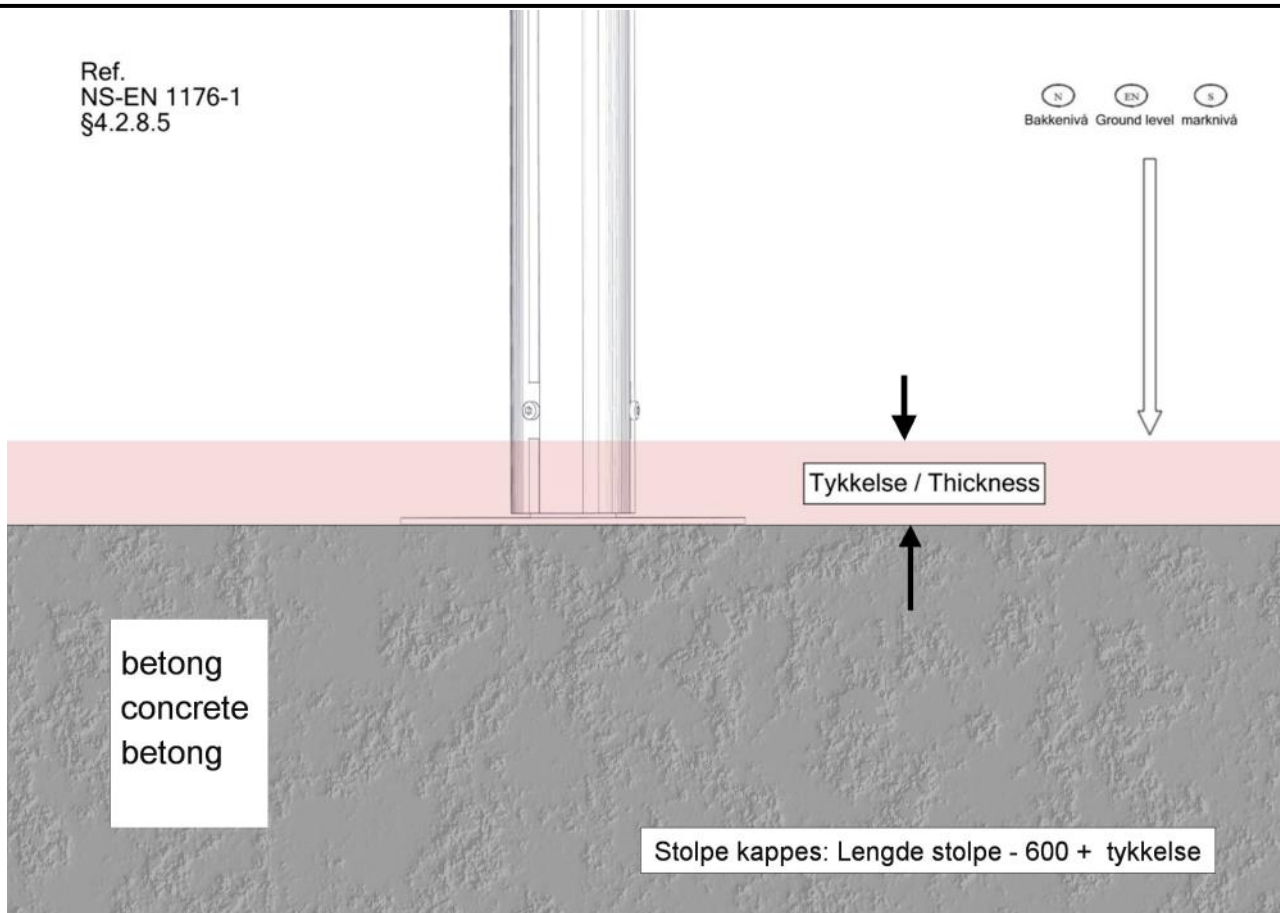 Ref.
NS-EN 1176-1
§4.2.8.5
N EN S
Bakkenivå Ground level marknivå
Tykkelse / Thickness
betong
concrete
betong
Stolpe kappes: Lengde stolpe - 600 + tykkelse